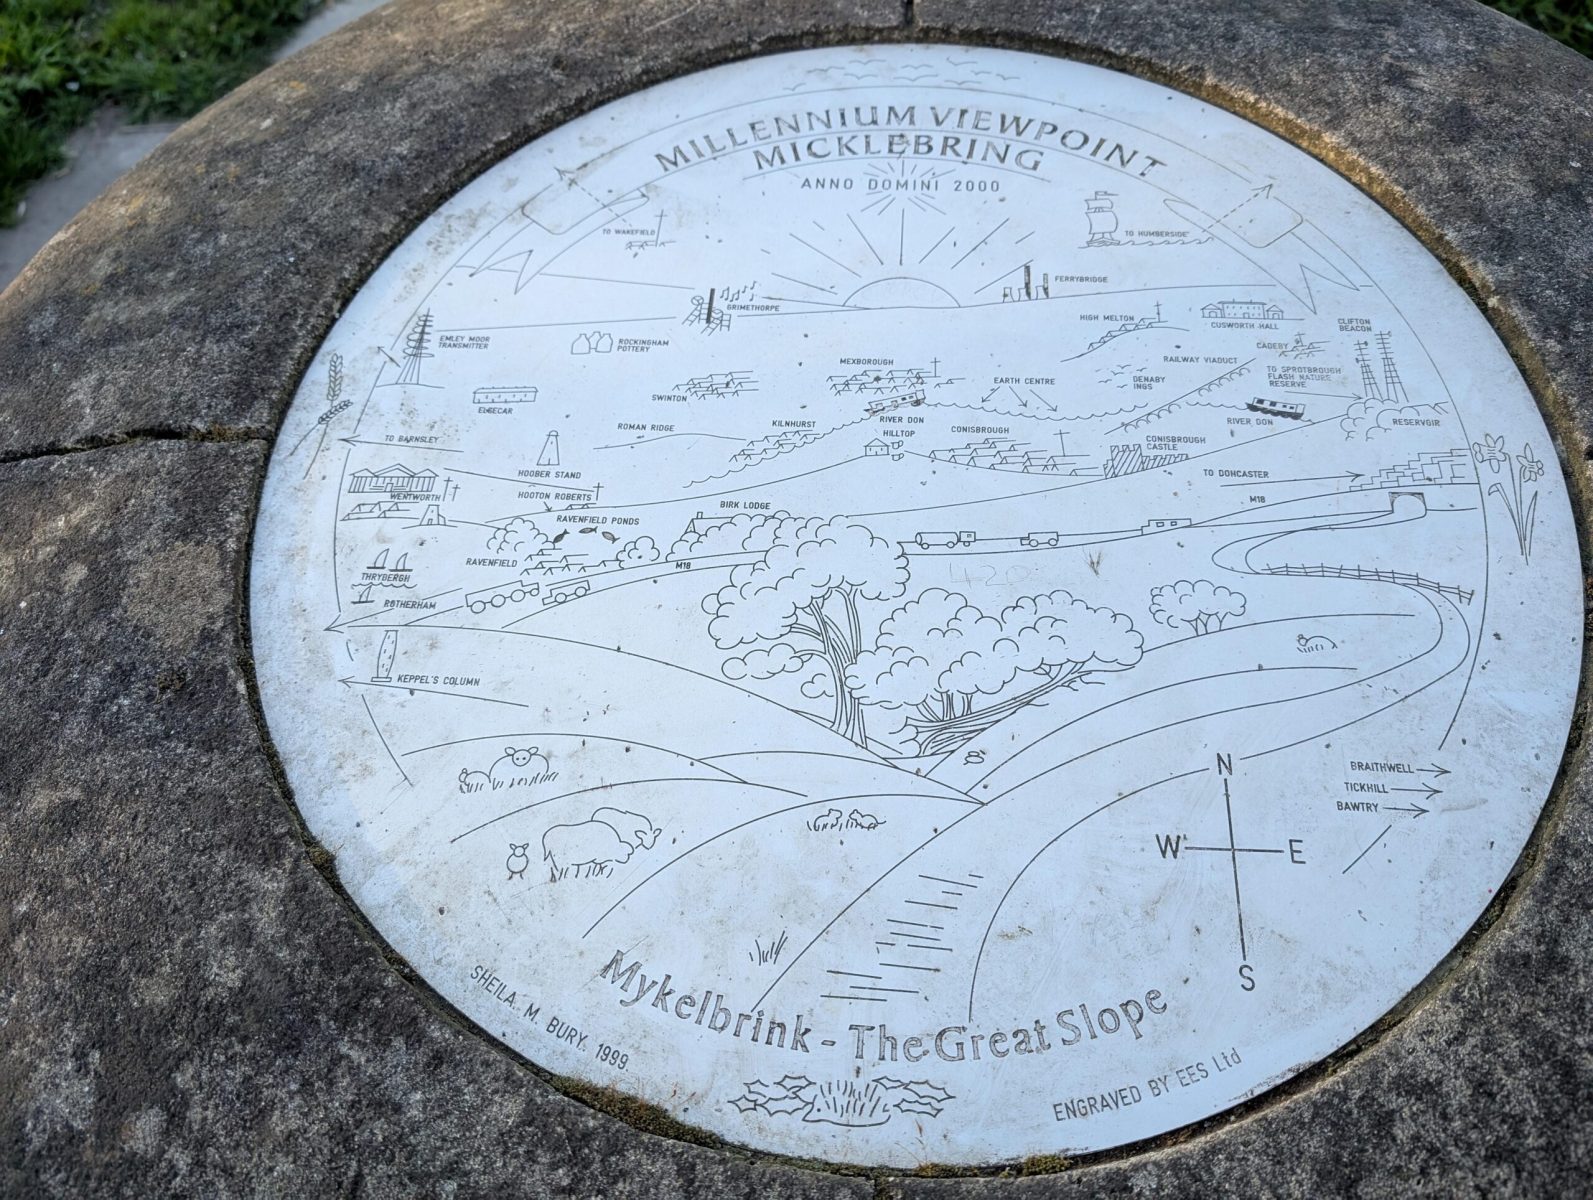 MILLENNIUM VIEWPOINT
MICKLEBRING
ANNO DOMINI 2000
TO WAKEFIELD
TO HUMBERSIDE
FERRYBRIDGE
GRIMETHORPE
HIGH MELTON
CUSWORTH HALL
CLIFTON
BEACON
EMLEY MOOR
TRANSMITTER
ROCKINGHAM
POTTERY
CADEBY
MEXBOROUGH
RAILWAY VIADUCT
TO SPROTBROUGH
FLASH NATURE
RESERVE
EARTH CENTRE
DENABY
INGS
ELSECAR
SWINTON
RIVER DON
RIVER DON
RESERVOIR
KILNHURST
ROMAN RIDGE
HILLTOP
CONISBROUGH
CONISBROUGH
CASTLE
TO BARNSLEY
HOOBER STAND
TO DONCASTER
WENTWORTH
HOOTON ROBERTS
M18
BIRK LODGE
RAVENFIELD PONDS
RAVENFIELD
M18
THRYBERGH
420
ROTHERHAM
KEPPEL'S COLUMN
BRAITHWELL
TICKHILL
BAWTRY
N
W E
S
Mykelbrink - The Great Slope
SHEILA. M. BURY. 1999.
ENGRAVED BY EES Ltd